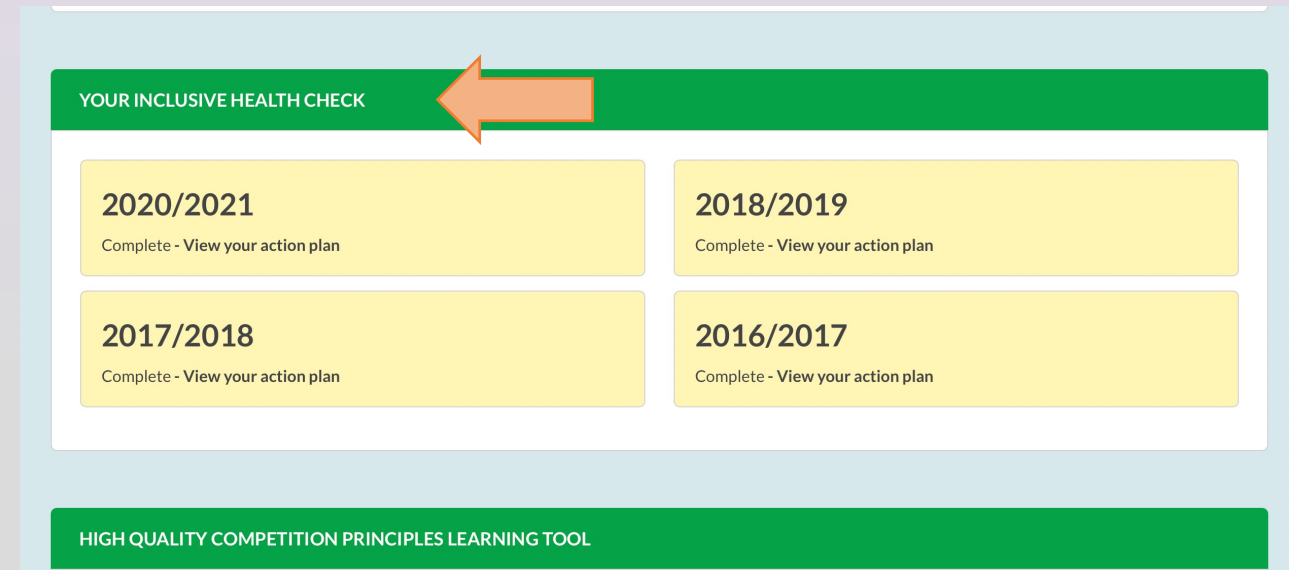 YOUR INCLUSIVE HEALTH CHECK
2020/2021
Complete - View your action plan
2018/2019
Complete - View your action plan
2017/2018
Complete - View your action plan
2016/2017
Complete - View your action plan
HIGH QUALITY COMPETITION PRINCIPLES LEARNING TOOL